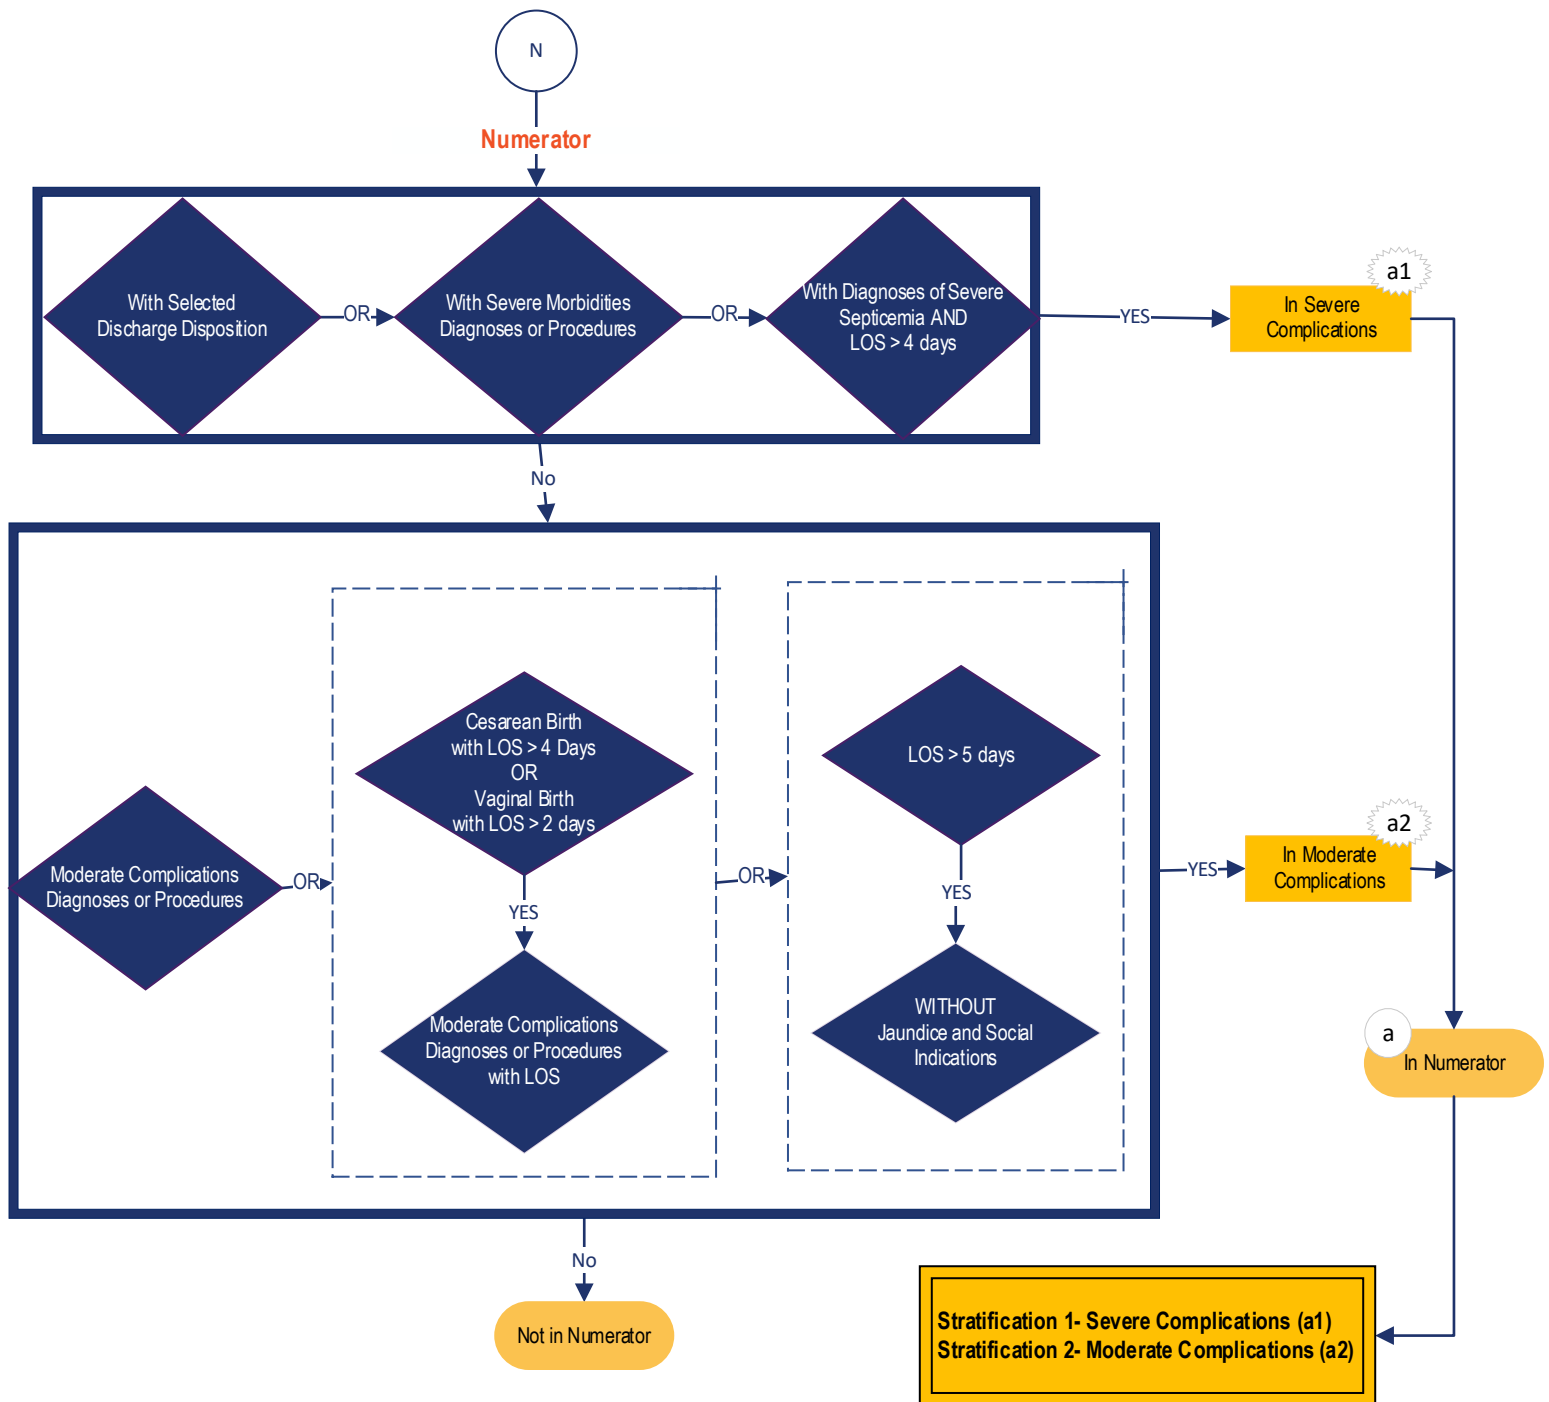 N
Numerator
With Selected
Discharge Disposition
OR
With Severe Morbidities
Diagnoses or Procedures
OR
With Diagnoses of Severe
Septicemia AND
LOS > 4 days
YES
a1
In Severe
Complications
No
Moderate Complications
Diagnoses or Procedures
OR
Cesarean Birth
with LOS > 4 Days
OR
Vaginal Birth
with LOS > 2 days
YES
Moderate Complications
Diagnoses or Procedures
with LOS
OR
LOS > 5 days
YES
WITHOUT
Jaundice and Social
Indications
YES
a2
In Moderate
Complications
a
In Numerator
No
Not in Numerator
Stratification 1- Severe Complications (a1)
Stratification 2- Moderate Complications (a2)